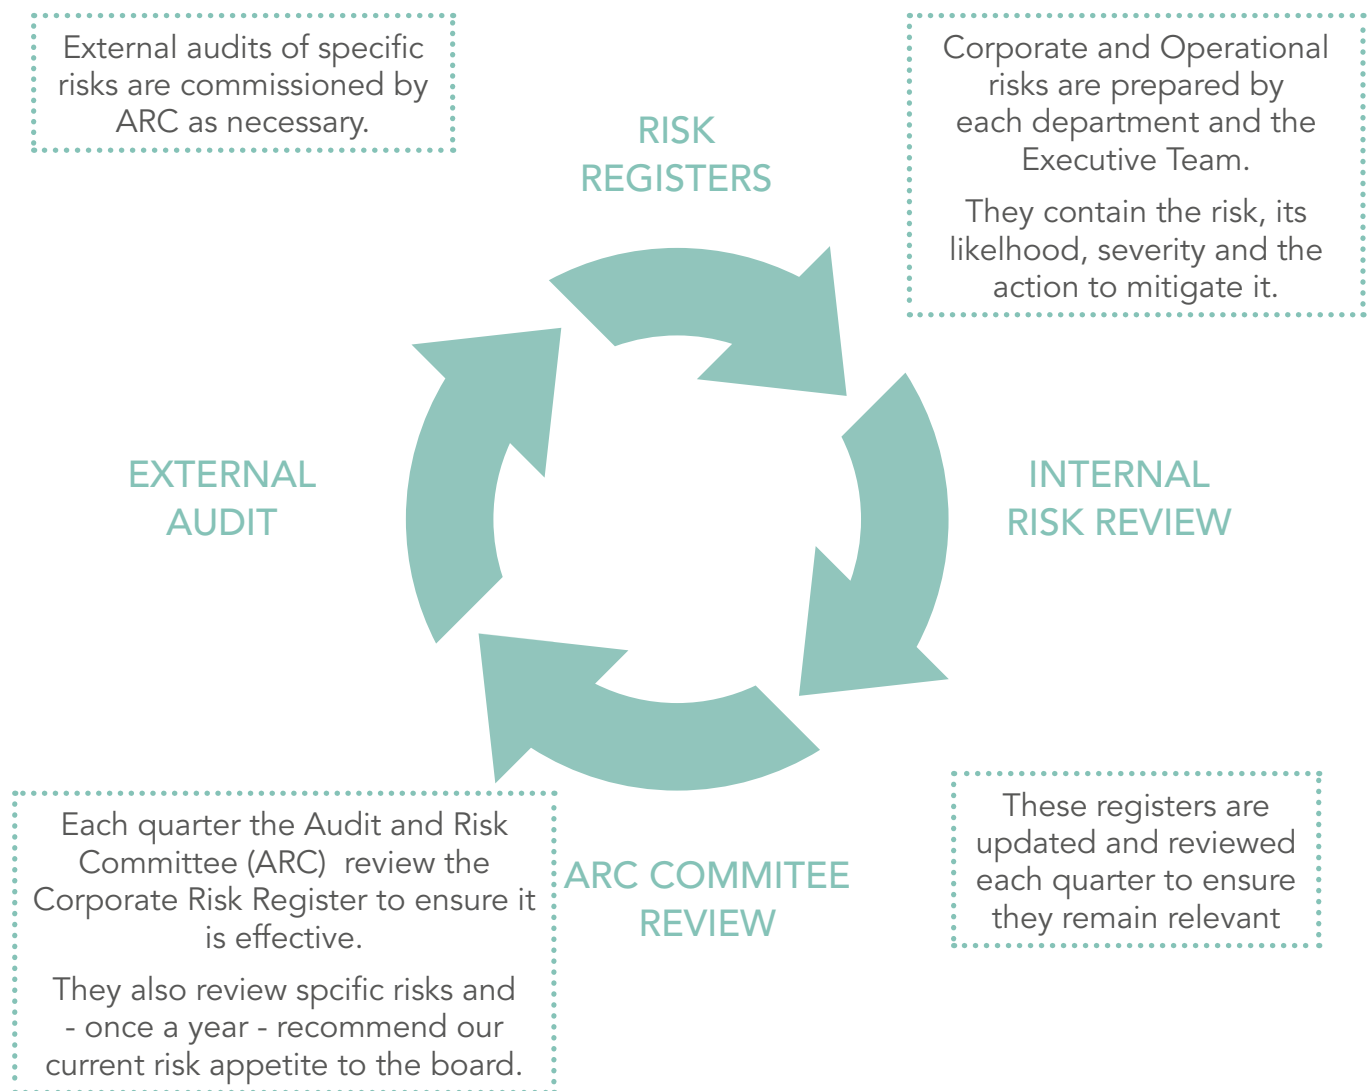 External audits of specific
risks are commissioned by
ARC as necessary.
RISK
REGISTERS
Corporate and Operational
risks are prepared by
each department and the
Executive Team.
They contain the risk, its
likelhood, severity and the
action to mitigate it.
EXTERNAL
AUDIT
INTERNAL
RISK REVIEW
Each quarter the Audit and Risk
Committee (ARC)  review the
Corporate Risk Register to ensure it
is effective.
They also review spcific risks and
- once a year - recommend our
current risk appetite to the board.
ARC COMMITEE
REVIEW
These registers are
updated and reviewed
each quarter to ensure
they remain relevant